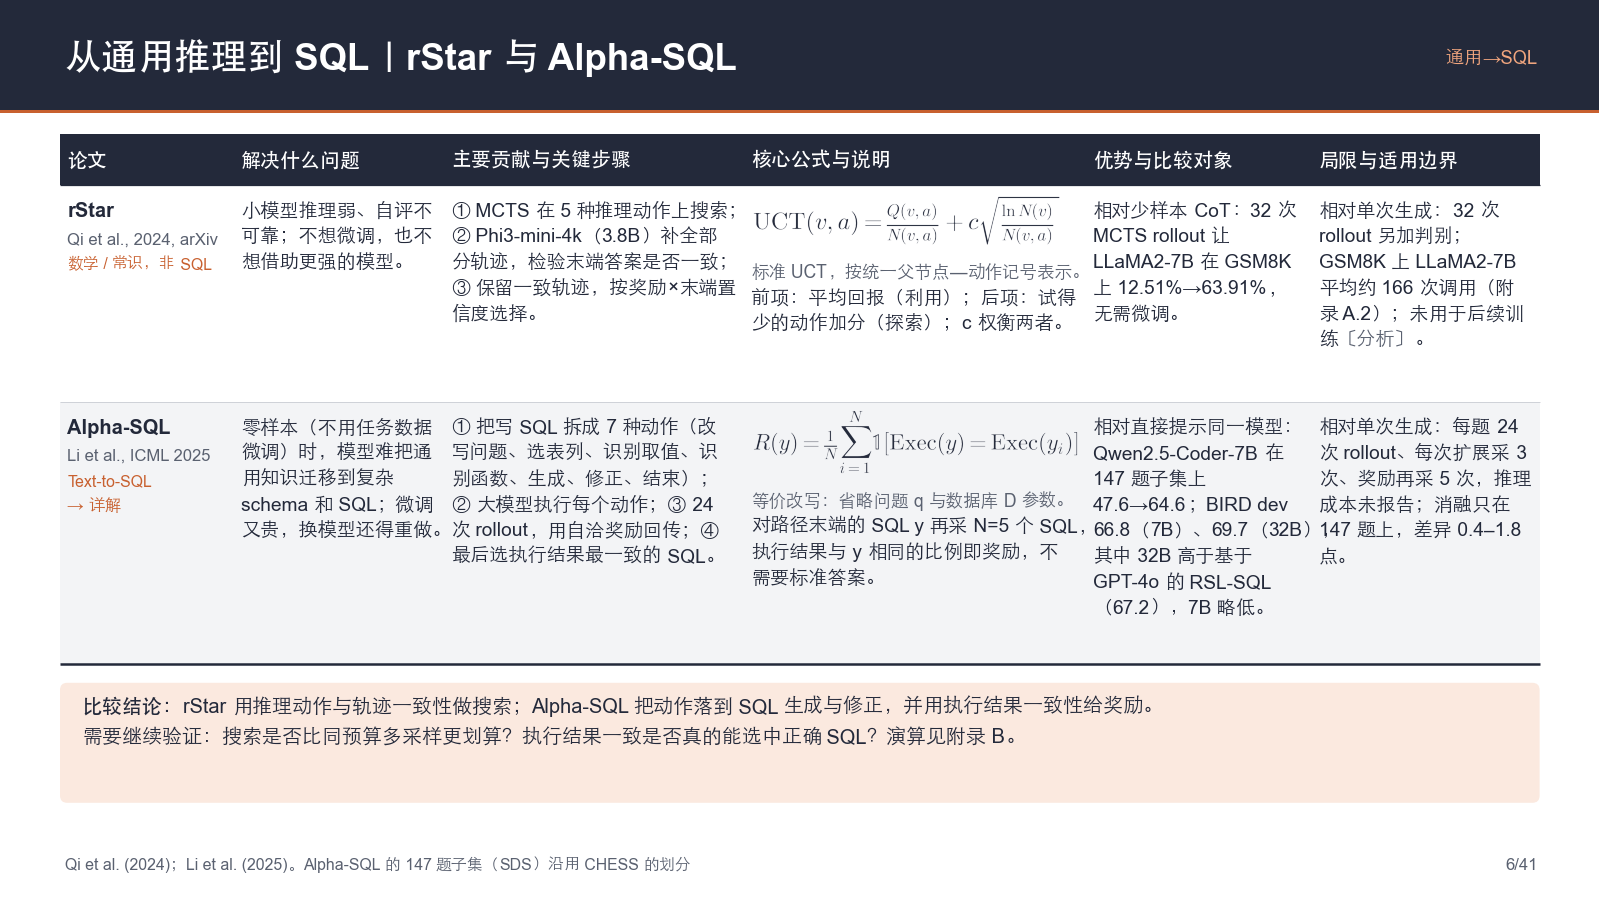 从通用推理到 SQL｜rStar 与 Alpha-SQL
通用→SQL
论文
解决什么问题
主要贡献与关键步骤
核心公式与说明
优势与比较对象
局限与适用边界
rStar
Qi et al., 2024, arXiv
数学 / 常识，非 SQL
小模型推理弱、自评不
可靠；不想微调，也不
想借助更强的模型。
① MCTS 在 5 种推理动作上搜索；
② Phi3-mini-4k（3.8B）补全部
分轨迹，检验末端答案是否一致；
③ 保留一致轨迹，按奖励×末端置
信度选择。
UCT(v, a) = Q(v,a)/N(v,a) + c√(ln N(v)/N(v,a))
标准 UCT，按统一父节点—动作记号表示。
前项：平均回报（利用）；后项：试得
少的动作加分（探索）；c 权衡两者。
相对少样本 CoT：32 次
MCTS rollout 让
LLaMA2-7B 在 GSM8K
上 12.51%→63.91%，
无需微调。
相对单次生成：32 次
rollout 另加判别；
GSM8K 上 LLaMA2-7B
平均约 166 次调用（附
录 A.2）；未用于后续训
练〔分析〕。
Alpha-SQL
Li et al., ICML 2025
Text-to-SQL
→ 详解
零样本（不用任务数据
微调）时，模型难把通
用知识迁移到复杂
schema 和 SQL；微调
又贵，换模型还得重做。
① 把写 SQL 拆成 7 种动作（改
写问题、选表列、识别取值、识
别函数、生成、修正、结束）；
② 大模型执行每个动作；③ 24
次 rollout，用自洽奖励回传；④
最后选执行结果最一致的 SQL。
R(y) = 1/N ∑_{i=1}^{N} 𝟙[Exec(y) = Exec(y_i)]
等价改写：省略问题 q 与数据库 D 参数。
对路径末端的 SQL y 再采 N=5 个 SQL，
执行结果与 y 相同的比例即奖励，不
需要标准答案。
相对直接提示同一模型：
Qwen2.5-Coder-7B 在
147 题子集上
47.6→64.6；BIRD dev
66.8（7B）、69.7（32B），
其中 32B 高于基于
GPT-4o 的 RSL-SQL
（67.2），7B 略低。
相对单次生成：每题 24
次 rollout、每次扩展采 3
次、奖励再采 5 次，推理
成本未报告；消融只在
147 题上，差异 0.4–1.8
点。
比较结论：rStar 用推理动作与轨迹一致性做搜索；Alpha-SQL 把动作落到 SQL 生成与修正，并用执行结果一致性给奖励。
需要继续验证：搜索是否比同预算多采样更划算？执行结果一致是否真的能选中正确 SQL？演算见附录 B。
Qi et al. (2024)；Li et al. (2025)。Alpha-SQL 的 147 题子集（SDS）沿用 CHESS 的划分
6/41